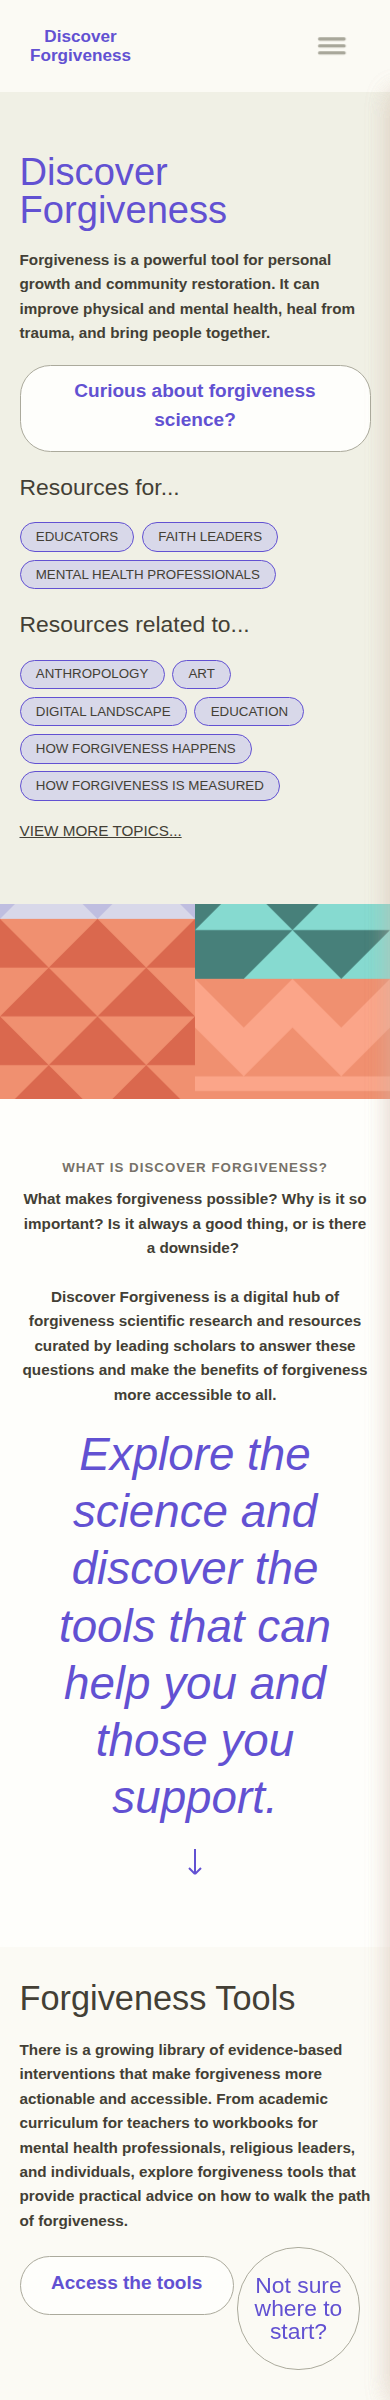 Discover
Forgiveness
Discover
Forgiveness
Forgiveness is a powerful tool for personal
growth and community restoration. It can
improve physical and mental health, heal from
trauma, and bring people together.
Curious about forgiveness
science?
Resources for...
EDUCATORS
FAITH LEADERS
MENTAL HEALTH PROFESSIONALS
Resources related to...
ANTHROPOLOGY
ART
DIGITAL LANDSCAPE
EDUCATION
HOW FORGIVENESS HAPPENS
HOW FORGIVENESS IS MEASURED
VIEW MORE TOPICS...
WHAT IS DISCOVER FORGIVENESS?
What makes forgiveness possible? Why is it so
important? Is it always a good thing, or is there
a downside?
Discover Forgiveness is a digital hub of
forgiveness scientific research and resources
curated by leading scholars to answer these
questions and make the benefits of forgiveness
more accessible to all.
Explore the
science and
discover the
tools that can
help you and
those you
support.
Forgiveness Tools
There is a growing library of evidence-based
interventions that make forgiveness more
actionable and accessible. From academic
curriculum for teachers to workbooks for
mental health professionals, religious leaders,
and individuals, explore forgiveness tools that
provide practical advice on how to walk the path
of forgiveness.
Access the tools
Not sure
where to
start?